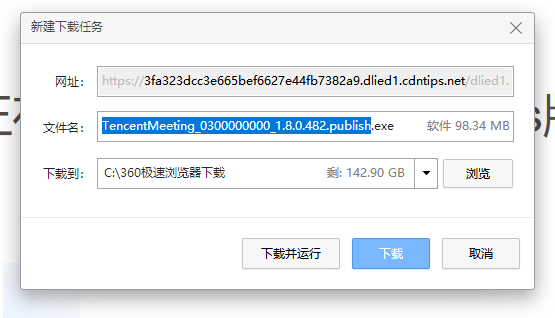 新建下载任务
网址： https://3fa323dcc3e665bef6627e44fb7382a9.dlied1.cdntips.net/dlied1.
文件名： TencentMeeting_0300000000_1.8.0.482.publish.exe 软件 98.34 MB
下载到： C:\360极速浏览器下载 剩: 142.90 GB 浏览
下载并运行 下载 取消